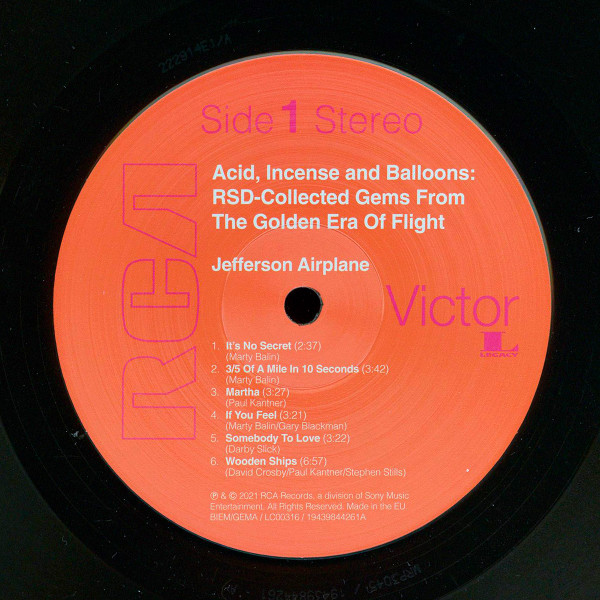 Side 1 Stereo
Acid, Incense and Balloons:
RSD-Collected Gems From
The Golden Era Of Flight
Jefferson Airplane
RCA
Victor
L
LEGACY
1. It's No Secret (2:37)
(Marty Balin)
2. 3/5 Of A Mile In 10 Seconds (3:42)
(Marty Balin)
3. Martha (3:27)
(Paul Kantner)
4. If You Feel (3:21)
(Marty Balin/Gary Blackman)
5. Somebody To Love (3:22)
(Darby Slick)
6. Wooden Ships (6:57)
(David Crosby/Paul Kantner/Stephen Stills)
℗ & © 2021 RCA Records, a division of Sony Music
Entertainment. All Rights Reserved. Made in the EU.
BIEM/GEMA / LC00316 / 19439844261A